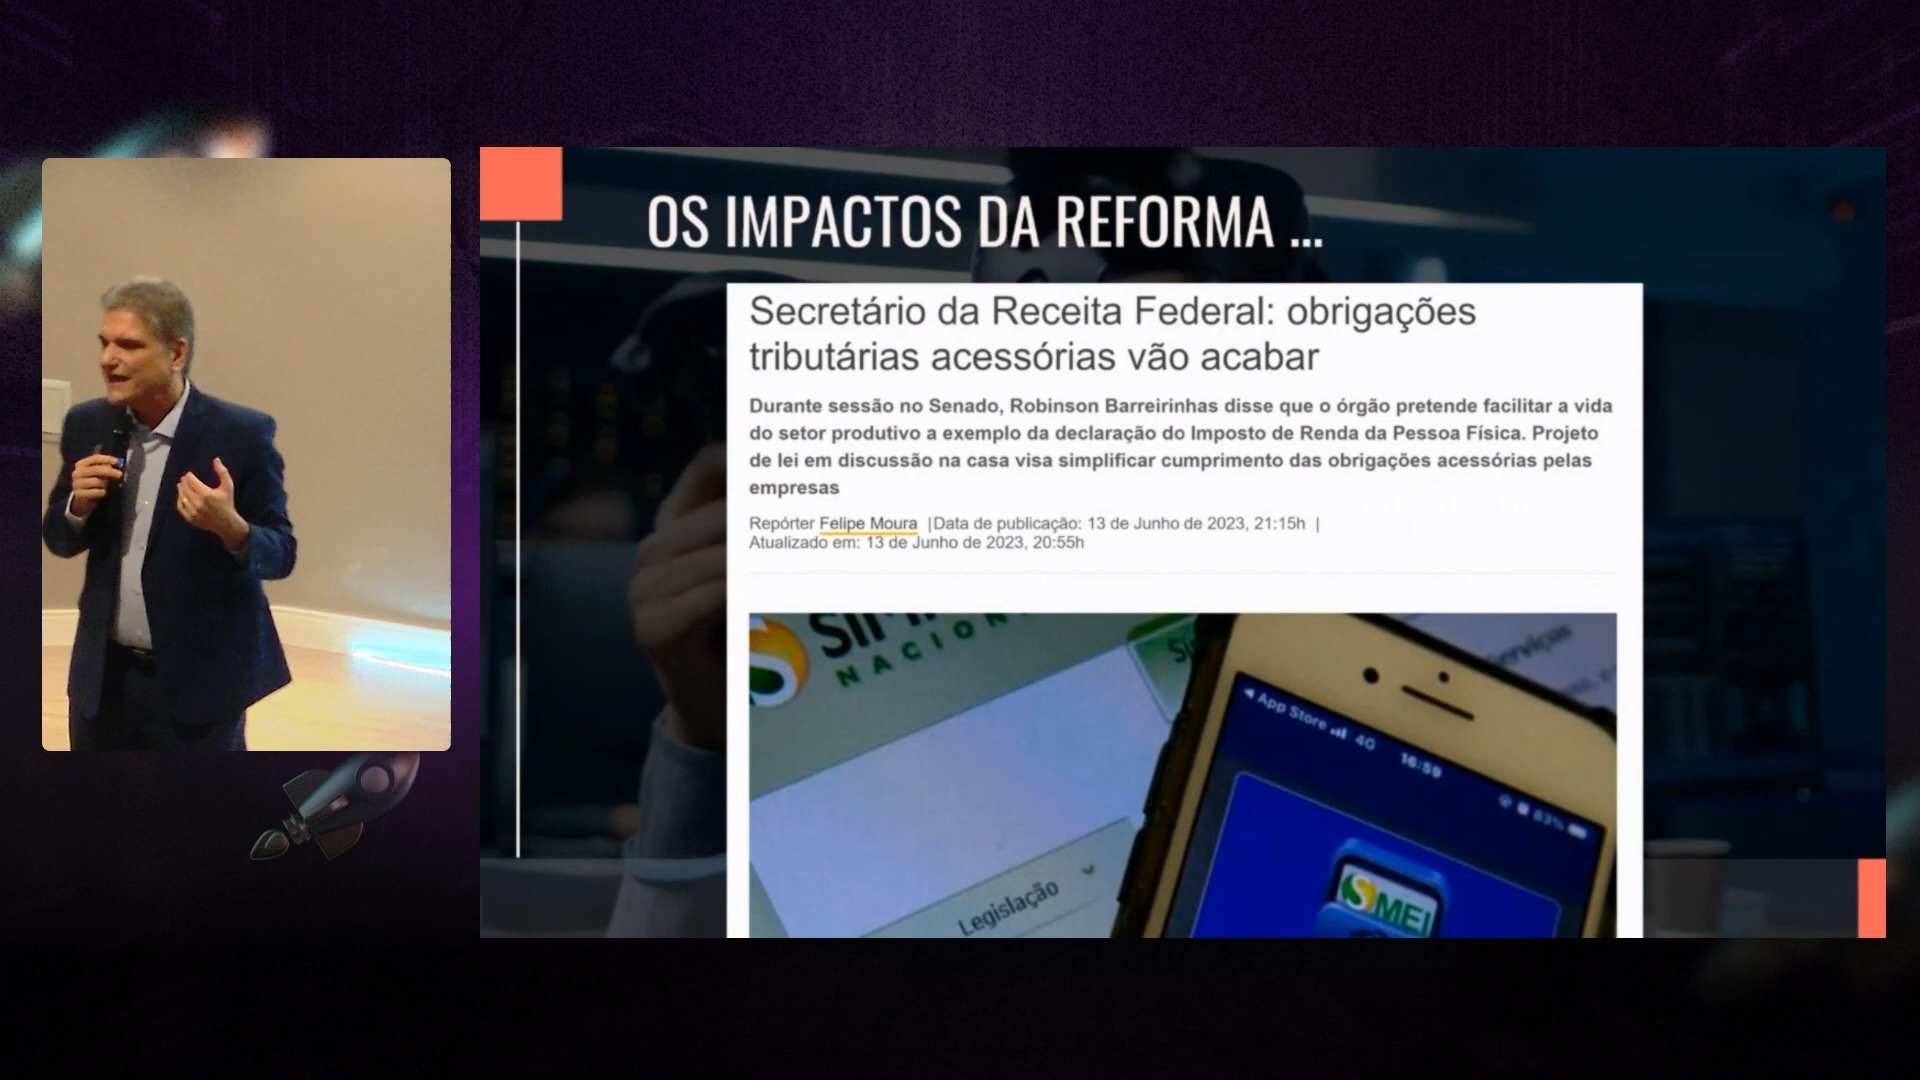 OS IMPACTOS DA REFORMA ...
Secretário da Receita Federal: obrigações
tributárias acessórias vão acabar
Durante sessão no Senado, Robinson Barreirinhas disse que o órgão pretende facilitar a vida
do setor produtivo a exemplo da declaração do Imposto de Renda da Pessoa Física. Projeto
de lei em discussão na casa visa simplificar cumprimento das obrigações acessórias pelas
empresas
Repórter Felipe Moura |Data de publicação: 13 de Junho de 2023, 21:15h |
Atualizado em: 13 de Junho de 2023, 20:55h
NACION
Serviços
App Store 4G
16:59
63%
Legislação
MEI